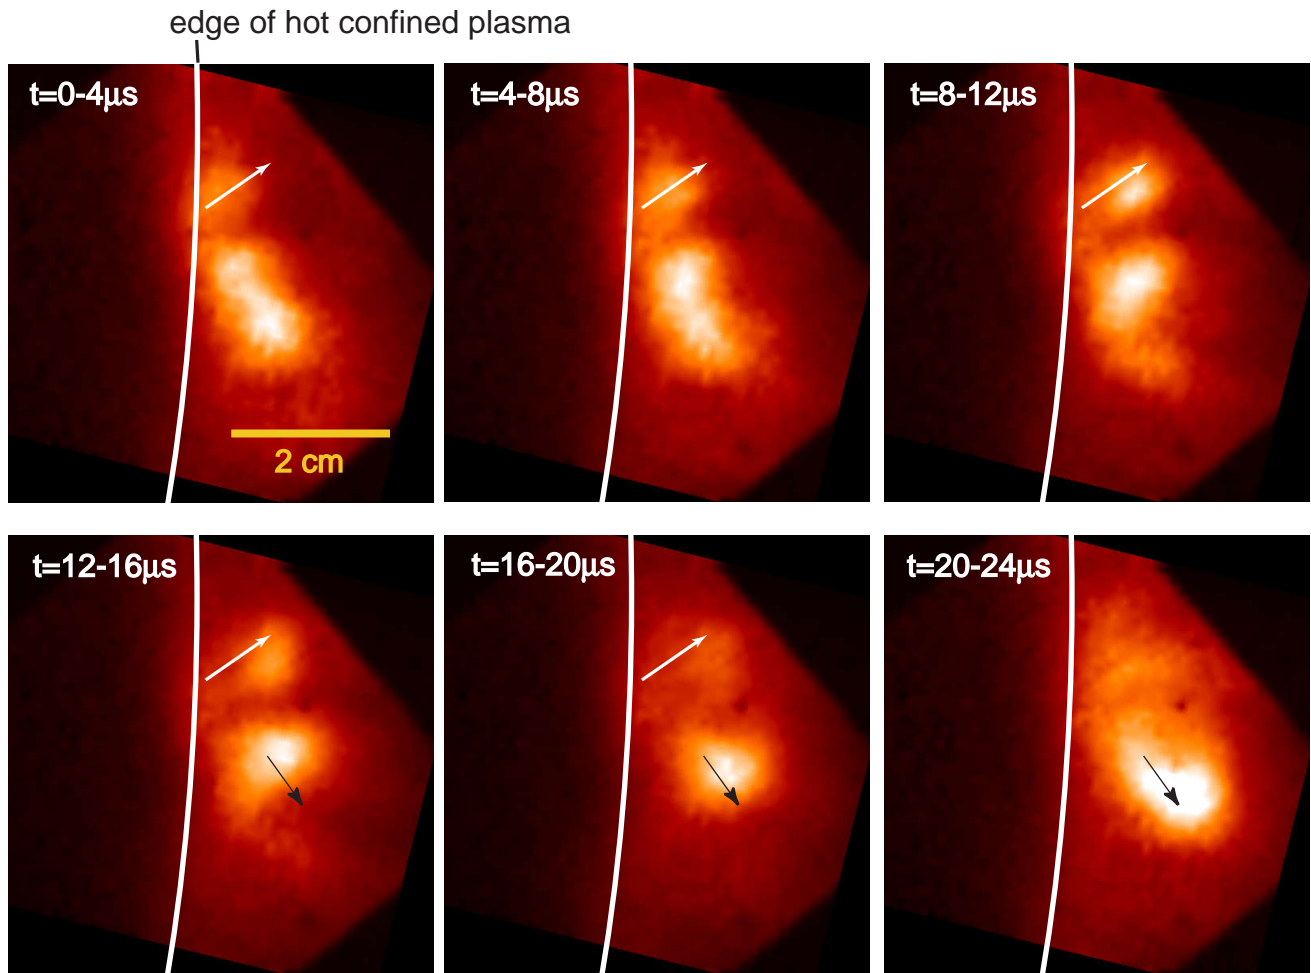 edge of hot confined plasma
t=0-4μs
t=4-8μs
t=8-12μs
2 cm
t=12-16μs
t=16-20μs
t=20-24μs